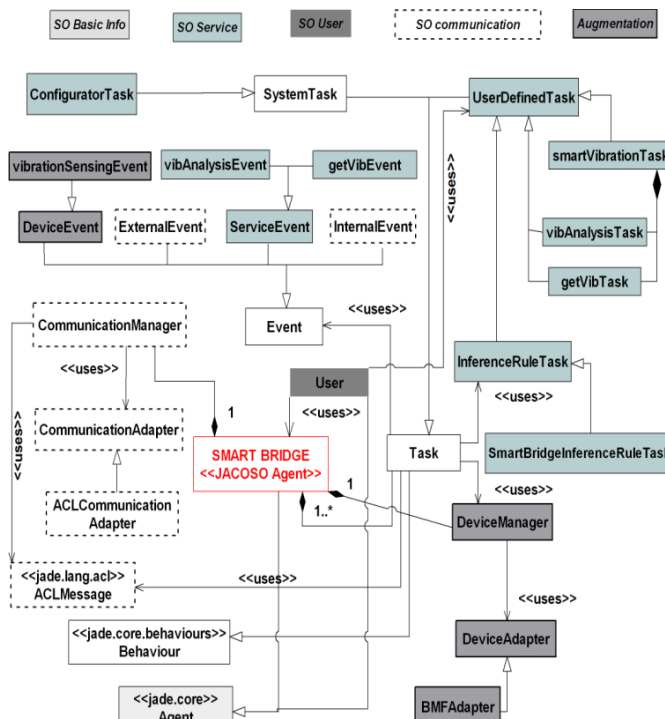 SO Basic Info
SO Service
SO User
SO communication
Augmentation
ConfiguratorTask
SystemTask
UserDefinedTask
smartVibrationTask
vibrationSensingEvent
vibAnalysisEvent
getVibEvent
<<uses>>
DeviceEvent
ExternalEvent
ServiceEvent
InternalEvent
vibAnalysisTask
getVibTask
CommunicationManager
Event
<<uses>>
<<uses>>
<<uses>>
InferenceRuleTask
User
1
<<uses>>
<<uses>>
CommunicationAdapter
SMART BRIDGE
<<JACOSO Agent>>
1
Task
SmartBridgeInferenceRuleTask
ACLCommunication
Adapter
1..*
<<uses>>
DeviceManager
<<jade.lang.acl>>
ACLMessage
<<uses>>
<<uses>>
<<jade.core.behaviours>>
Behaviour
DeviceAdapter
<<jade.core>>
Agent
BMFAdapter